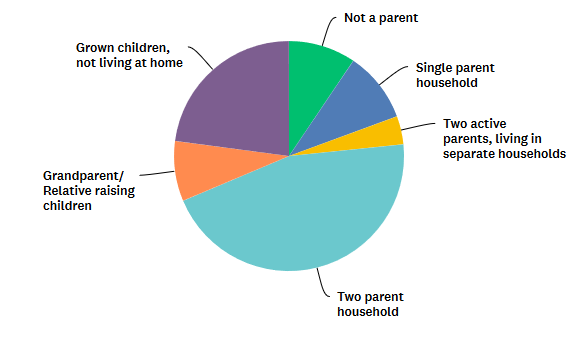 Not a parent
Single parent
household
Two active
parents, living in
separate households
Two parent
household
Grandparent/
Relative raising
children
Grown children,
not living at home